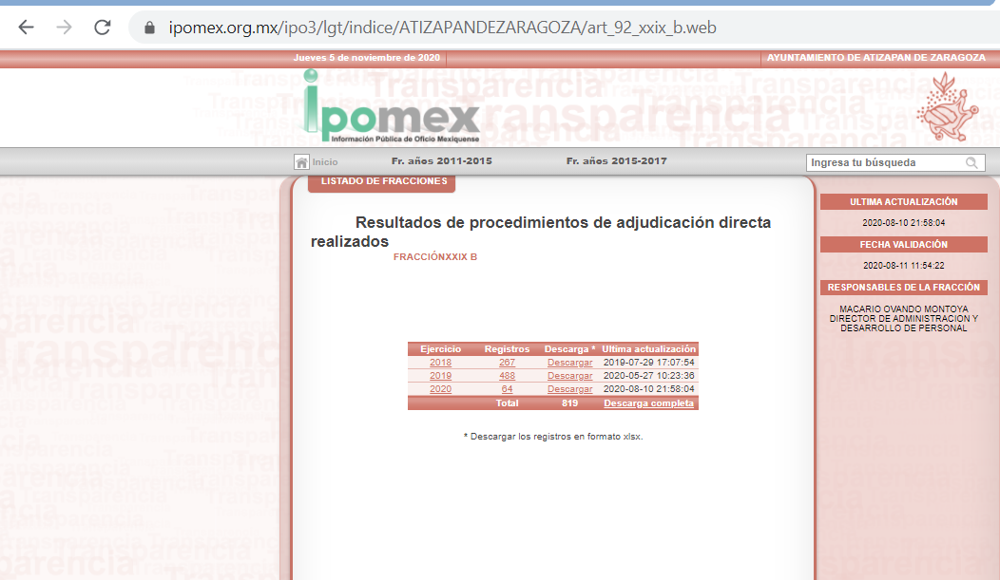 ipomex.org.mx/ipo3/lgt/indice/ATIZAPANDEZARAGOZA/art_92_xxix_b.web
Jueves 5 de noviembre de 2020
AYUNTAMIENTO DE ATIZAPAN DE ZARAGOZA
ipomex
Información Pública de Oficio Mexiquense
Transparencia
Inicio
Fr. años 2011-2015
Fr. años 2015-2017
Ingresa tu búsqueda
LISTADO DE FRACCIONES
Resultados de procedimientos de adjudicación directa
realizados
FRACCIÓNXXIX B
Ejercicio Registros Descarga * Ultima actualización
2018 267 Descargar 2019-07-29 17:07:54
2019 488 Descargar 2020-05-27 10:23:36
2020 64 Descargar 2020-08-10 21:58:04
Total 819 Descarga completa
* Descargar los registros en formato xlsx.
ULTIMA ACTUALIZACIÓN
2020-08-10 21:58:04
FECHA VALIDACIÓN
2020-08-11 11:54:22
RESPONSABLES DE LA FRACCIÓN
MACARIO OVANDO MONTOYA
DIRECTOR DE ADMINISTRACION Y
DESARROLLO DE PERSONAL